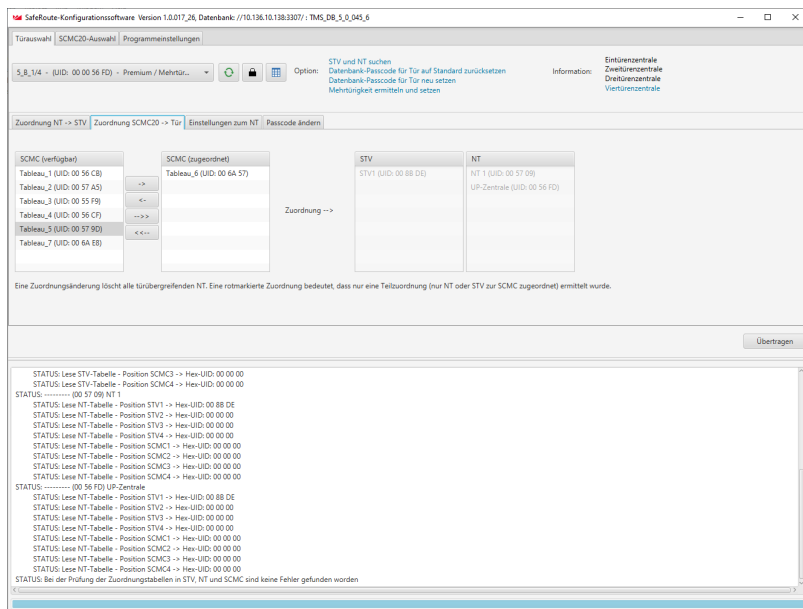 SafeRoute-Konfigurationssoftware Version 1.0.017_26, Datenbank: //10.136.10.138:3307/ : TMS_DB_5_0_045_6
Türauswahl SCMC20-Auswahl Programmeinstellungen
5_B_1/4 - (UID: 00 00 56 FD) - Premium / Mehrtür...
Option:
STV und NT suchen
Datenbank-Passcode für Tür auf Standard zurücksetzen
Datenbank-Passcode für Tür neu setzen
Mehrtürigkeit ermitteln und setzen
Information:
Eintürenzentrale
Zweitürenzentrale
Dreitürenzentrale
Viertürenzentrale
Zuordnung NT -> STV Zuordnung SCMC20 -> Tür Einstellungen zum NT Passcode ändern
SCMC (verfügbar)
Tableau_1 (UID: 00 56 CB)
Tableau_2 (UID: 00 57 A5)
Tableau_3 (UID: 00 55 F9)
Tableau_4 (UID: 00 56 CF)
Tableau_5 (UID: 00 57 9D)
Tableau_7 (UID: 00 6A E8)
->
<-
-->>
<<--
SCMC (zugeordnet)
Tableau_6 (UID: 00 6A 57)
Zuordnung -->
STV
STV1 (UID: 00 8B DE)
NT
NT 1 (UID: 00 57 09)
UP-Zentrale (UID: 00 56 FD)
Eine Zuordnungsänderung löscht alle türübergreifenden NT. Eine rotmarkierte Zuordnung bedeutet, dass nur eine Teilzuordnung (nur NT oder STV zur SCMC zugeordnet) ermittelt wurde.
Übertragen
STATUS: Lese STV-Tabelle - Position SCMC3 -> Hex-UID: 00 00 00
STATUS: Lese STV-Tabelle - Position SCMC4 -> Hex-UID: 00 00 00
STATUS: --------- (00 57 09) NT 1
STATUS: Lese NT-Tabelle - Position STV1 -> Hex-UID: 00 8B DE
STATUS: Lese NT-Tabelle - Position STV2 -> Hex-UID: 00 00 00
STATUS: Lese NT-Tabelle - Position STV3 -> Hex-UID: 00 00 00
STATUS: Lese NT-Tabelle - Position STV4 -> Hex-UID: 00 00 00
STATUS: Lese NT-Tabelle - Position SCMC1 -> Hex-UID: 00 00 00
STATUS: Lese NT-Tabelle - Position SCMC2 -> Hex-UID: 00 00 00
STATUS: Lese NT-Tabelle - Position SCMC3 -> Hex-UID: 00 00 00
STATUS: Lese NT-Tabelle - Position SCMC4 -> Hex-UID: 00 00 00
STATUS: --------- (00 56 FD) UP-Zentrale
STATUS: Lese NT-Tabelle - Position STV1 -> Hex-UID: 00 8B DE
STATUS: Lese NT-Tabelle - Position STV2 -> Hex-UID: 00 00 00
STATUS: Lese NT-Tabelle - Position STV3 -> Hex-UID: 00 00 00
STATUS: Lese NT-Tabelle - Position STV4 -> Hex-UID: 00 00 00
STATUS: Lese NT-Tabelle - Position SCMC1 -> Hex-UID: 00 00 00
STATUS: Lese NT-Tabelle - Position SCMC2 -> Hex-UID: 00 00 00
STATUS: Lese NT-Tabelle - Position SCMC3 -> Hex-UID: 00 00 00
STATUS: Lese NT-Tabelle - Position SCMC4 -> Hex-UID: 00 00 00
STATUS: Bei der Prüfung der Zuordnungstabellen in STV, NT und SCMC sind keine Fehler gefunden worden